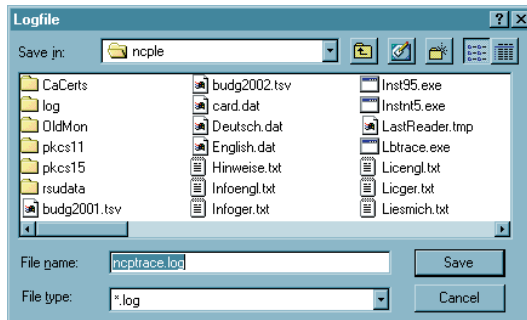 Logfile
Save in: ncple
CaCerts budg2002.tsv Inst95.exe
log card.dat Instnt5.exe
OldMon Deutsch.dat LastReader.tmp
pkcs11 English.dat Lbtrace.exe
pkcs15 Hinweise.txt Licengl.txt
rsudata Infoengl.txt Licger.txt
budg2001.tsv Infoger.txt Liesmich.txt
File name: ncptrace.log Save
File type: *.log Cancel